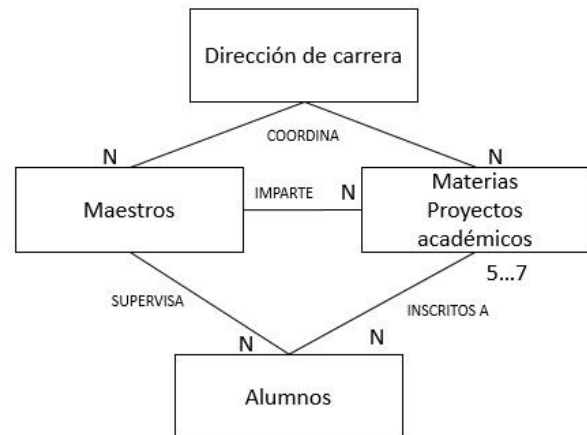 Dirección de carrera
COORDINA
N
N
Maestros
IMPARTE
N
Materias
Proyectos
académicos
5...7
SUPERVISA
INSCRITOS A
N
N
Alumnos